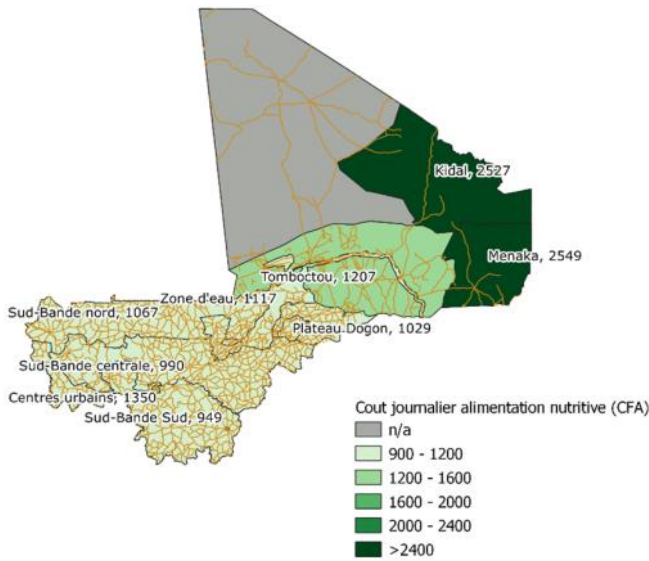 Kidal, 2527
Menaka, 2549
Tomboctou, 1207
Zone d'eau, 1117
Sud-Bande nord, 1067
Plateau Dogon, 1029
Sud-Bande centrale, 990
Centres urbains, 1350
Sud-Bande Sud, 949
Cout journalier alimentation nutritive (CFA)
n/a
900 - 1200
1200 - 1600
1600 - 2000
2000 - 2400
>2400